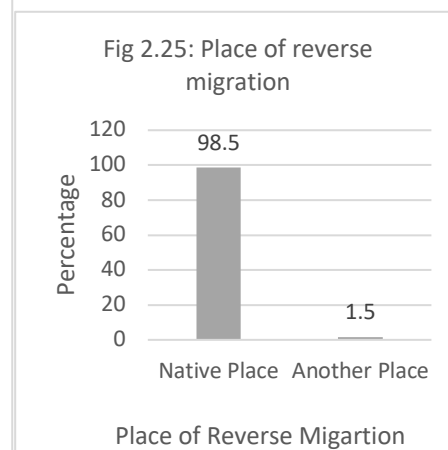 Fig 2.25: Place of reverse
migration
120
100
80
60
40
20
0
Percentage
98.5
1.5
Native Place
Another Place
Place of Reverse Migartion